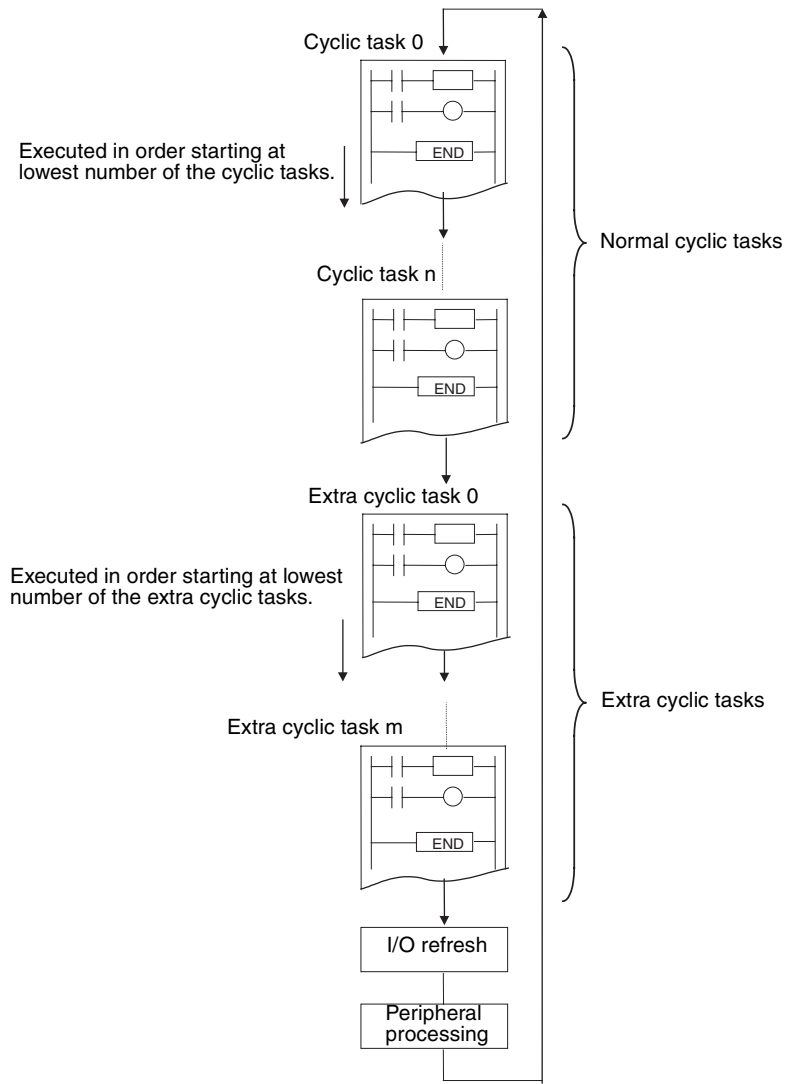 Cyclic task 0
END
Executed in order starting at
lowest number of the cyclic tasks.
Normal cyclic tasks
Cyclic task n
END
Extra cyclic task 0
Executed in order starting at lowest
number of the extra cyclic tasks.
END
Extra cyclic tasks
Extra cyclic task m
END
I/O refresh
Peripheral
processing